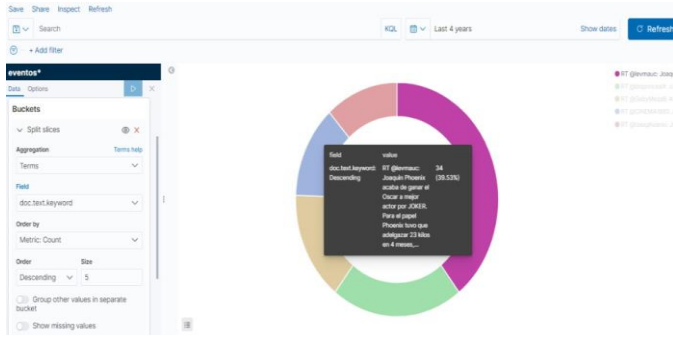 Save Share Inspect Refresh
Search KQL Last 4 years Show dates Refresh
+ Add filter
eventos*
Data Options
Buckets
Split slices
Aggregation Terms help
Terms
Field
doc.text.keyword
Order by
Metric: Count
Order Size
Descending 5
Group other values in separate
bucket
Show missing values
field value
doc.text.keyword: RT @levmauc: 34
Descending Joaquin Phoenix (39.53%)
acaba de ganar el
Oscar a mejor
actor por JOKER.
Para el papel
Phoenix tuvo que
adelgazar 23 kilos
en 4 meses,...
RT @levmauc: Joaq
RT
RT
RT
RT